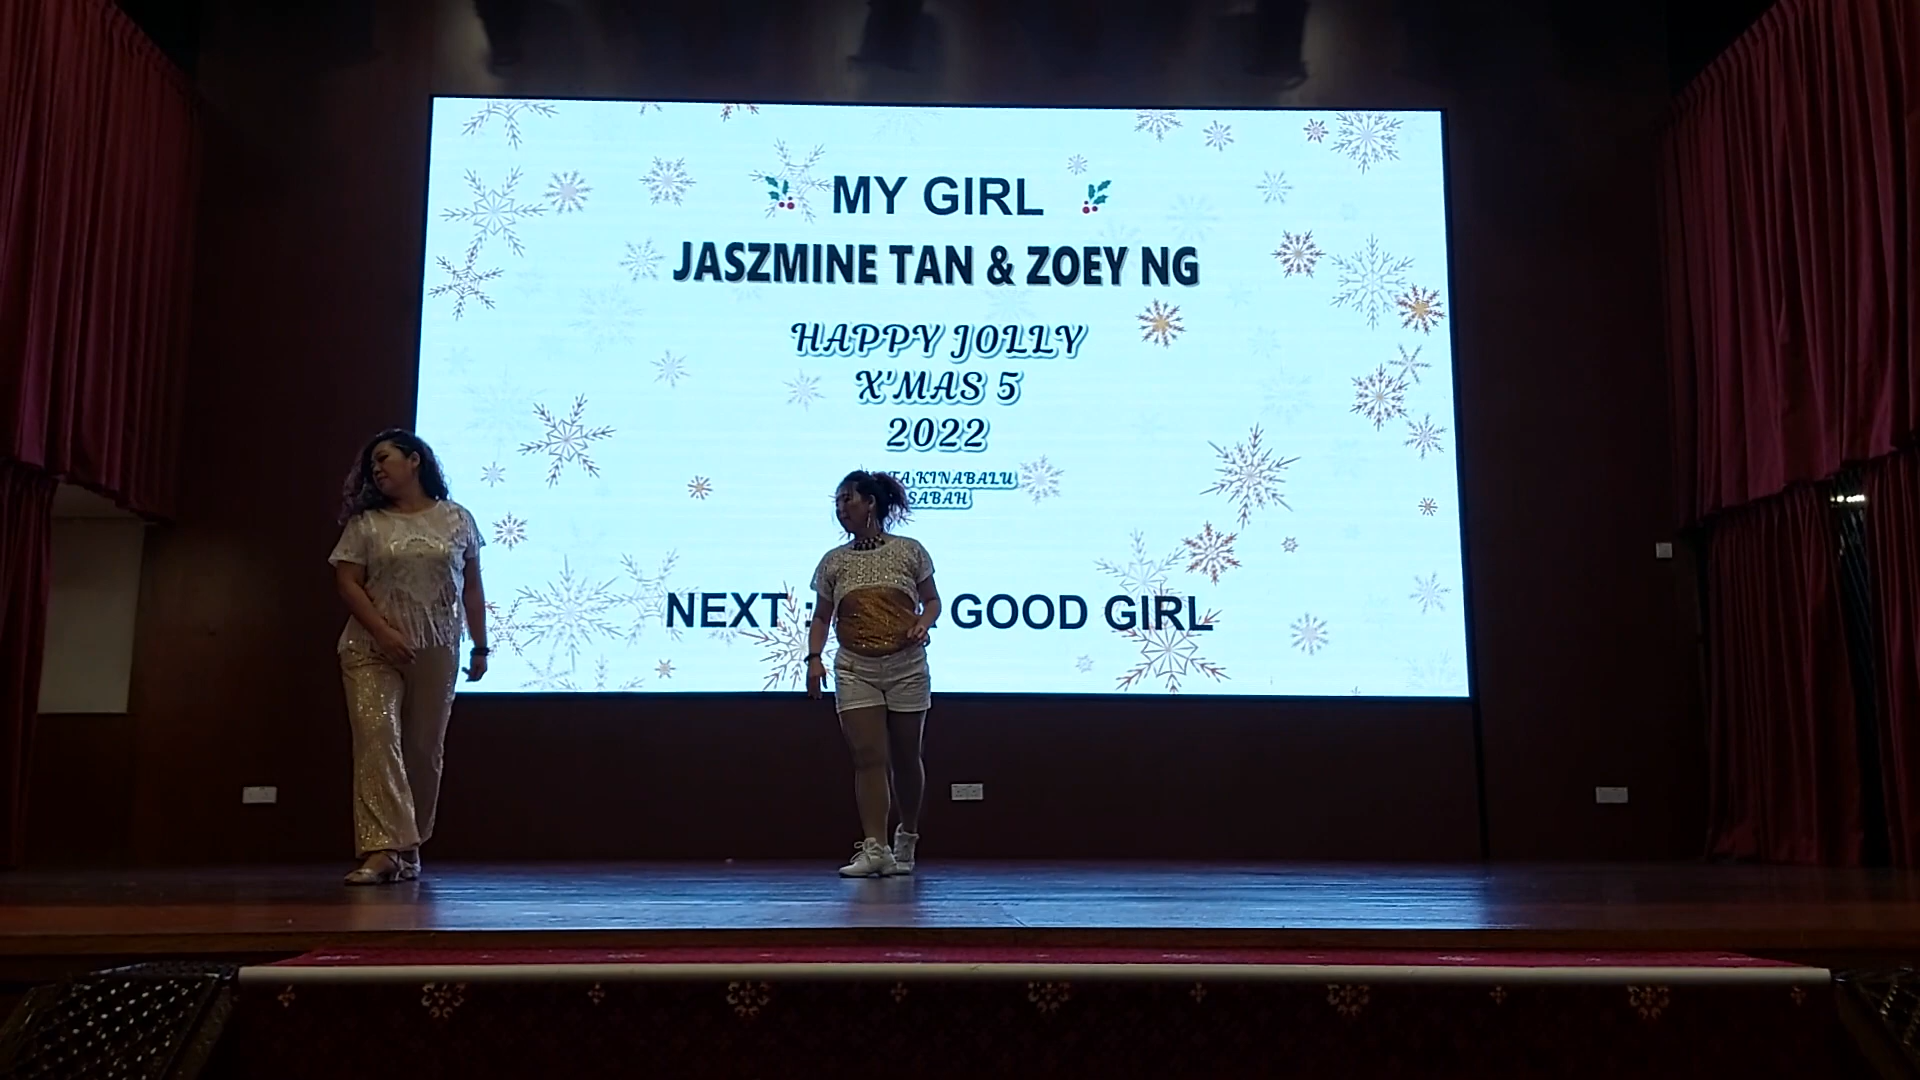 MY GIRL
JASZMINE TAN & ZOEY NG
HAPPY JOLLY
X'MAS 5
2022
KINABALU
SABAH
NEXT : GOOD GIRL